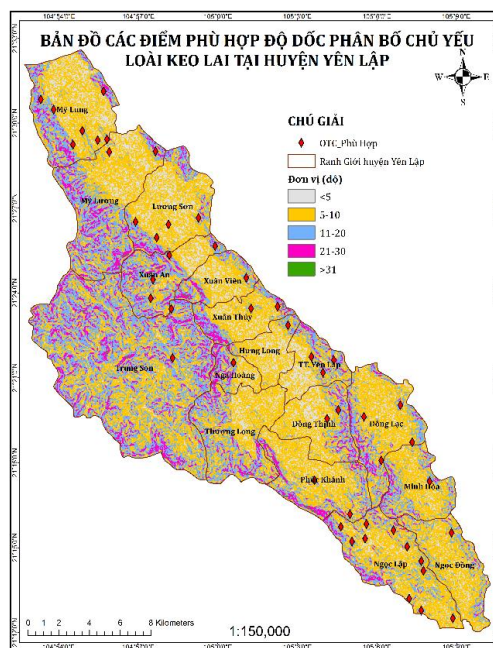 BẢN ĐỒ CÁC ĐIỂM PHÙ HỢP ĐỘ DỐC PHÂN BỐ CHỦ YẾU
LOÀI KEO LAI TẠI HUYỆN YÊN LẬP
N
W
E
S
CHÚ GIẢI
OTC_Phù Hợp
Ranh Giới huyện Yên Lập
Đơn vị (độ)
<5
5-10
11-20
21-30
>31
Mỹ Lung
Mỹ Lương
Lương Sơn
Xuân An
Xuân Viên
Xuân Thủy
Hưng Long
TT. Yên Lập
Trung Sơn
Nga Hoàng
Thượng Long
Đồng Thịnh
Đồng Lạc
Phúc Khánh
Minh Hòa
Ngọc Lập
Ngọc Đồng
0 2 4 6 8 Kilometers
1:150,000